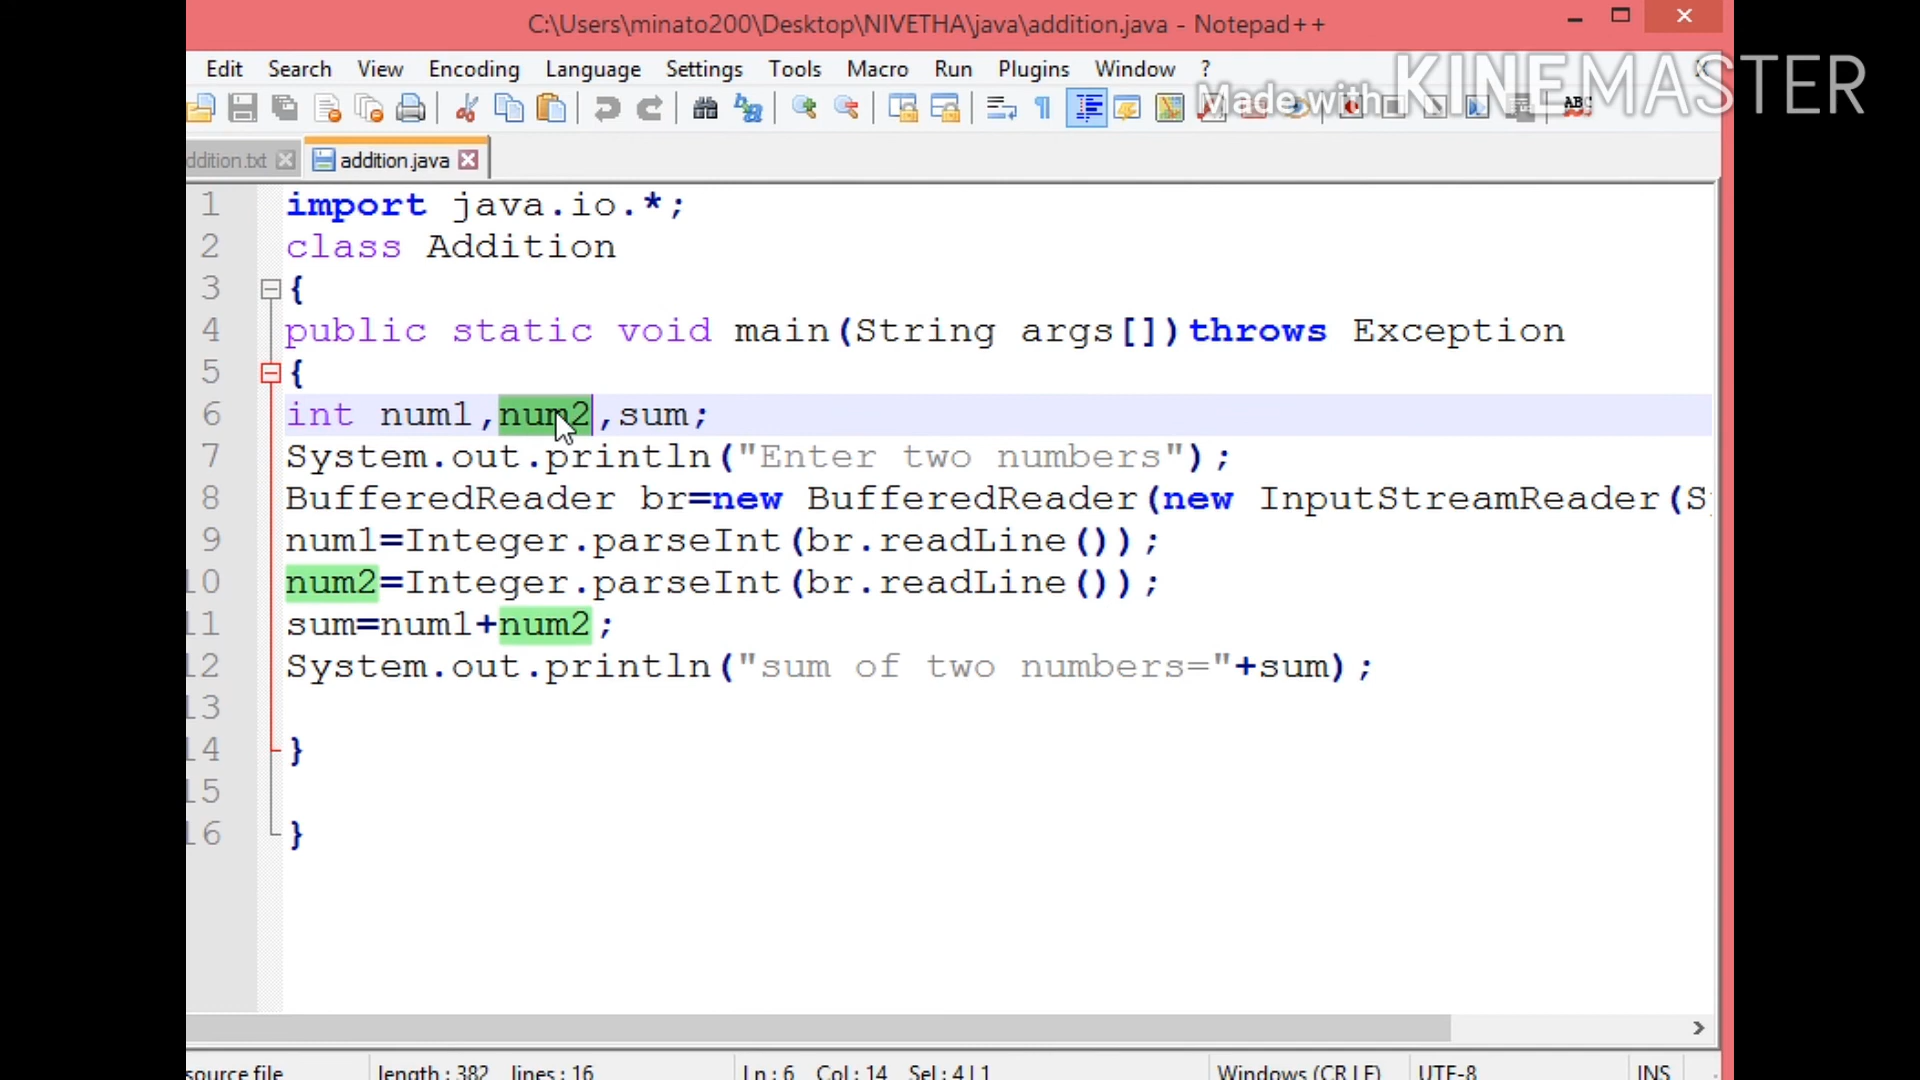 C:\Users\minato200\Desktop\NIVETHA\java\addition.java - Notepad++
Edit Search View Encoding Language Settings Tools Macro Run Plugins Window ? X
Made with KINEMASTER
ABC
ddition.txt addition.java
1 import java.io.*;
2 class Addition
3 {
4 public static void main(String args[])throws Exception
5 {
6 int num1,num2,sum;
7 System.out.println("Enter two numbers");
8 BufferedReader br=new BufferedReader(new InputStreamReader(S
9 num1=Integer.parseInt(br.readLine());
10 num2=Integer.parseInt(br.readLine());
11 sum=num1+num2;
12 System.out.println("sum of two numbers="+sum);
13
14 }
15
16 }
source file length : 382 lines : 16 Ln : 6 Col : 14 Sel : 4 | 1 Windows (CR LF) UTF-8 INS